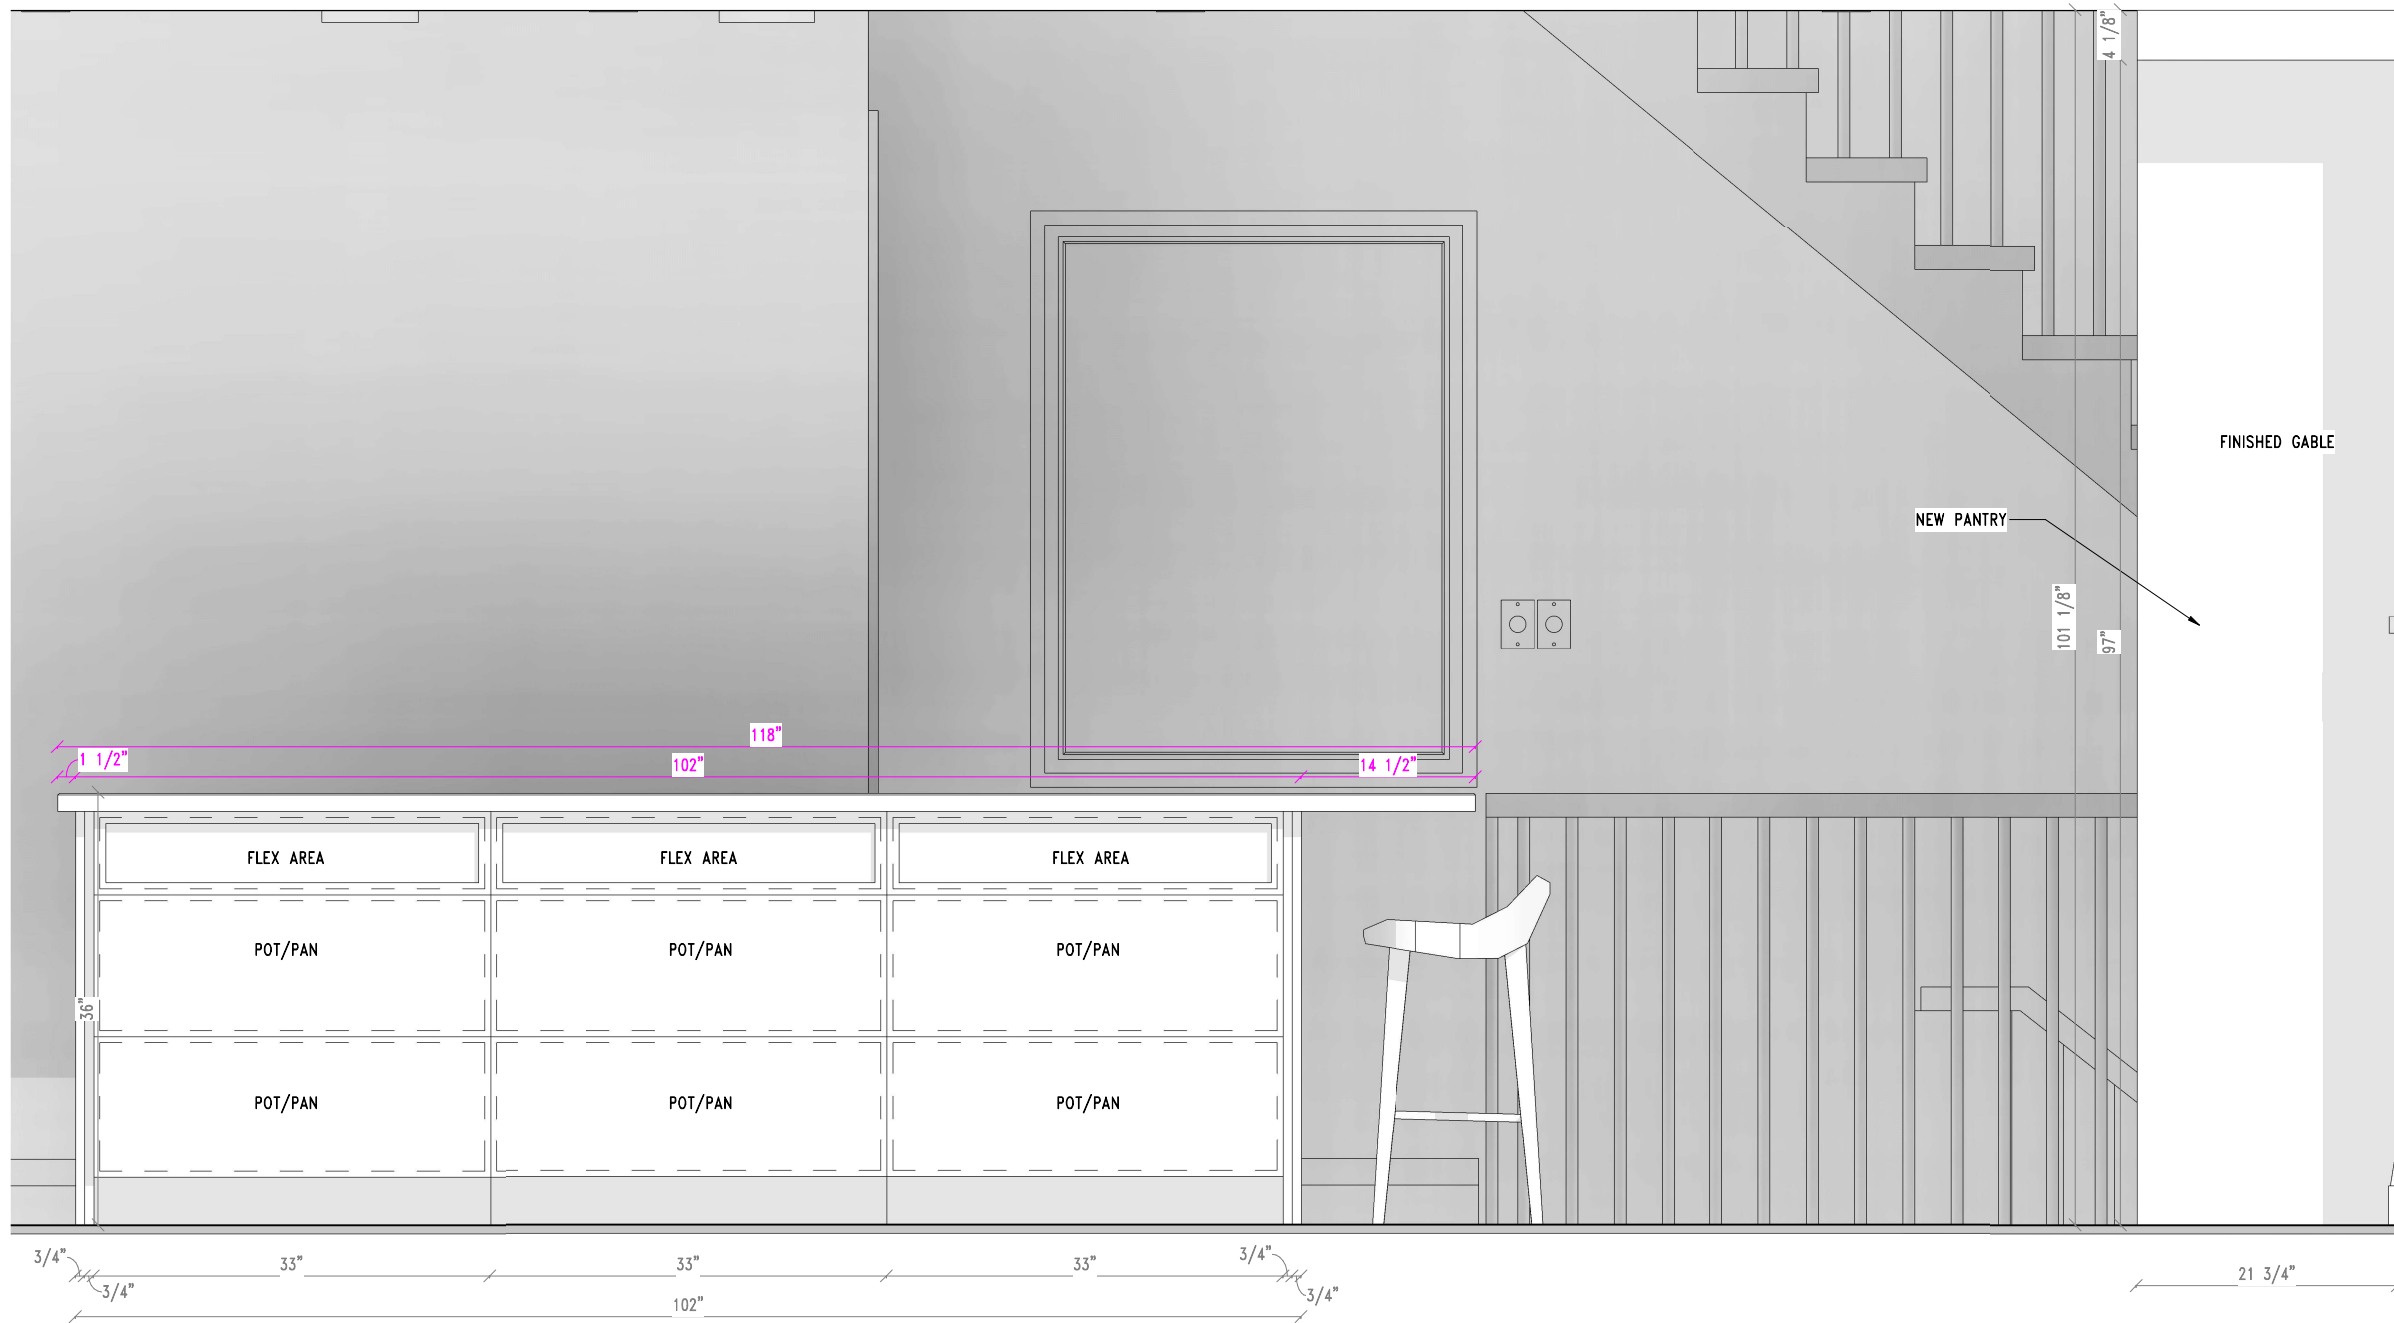 4 1/8"
FINISHED GABLE
NEW PANTRY
101 1/8"
97"
118"
1 1/2"
102"
14 1/2"
FLEX AREA
FLEX AREA
FLEX AREA
POT/PAN
POT/PAN
POT/PAN
36"
POT/PAN
POT/PAN
POT/PAN
3/4"
33"
33"
33"
3/4"
21 3/4"
3/4"
3/4"
102"